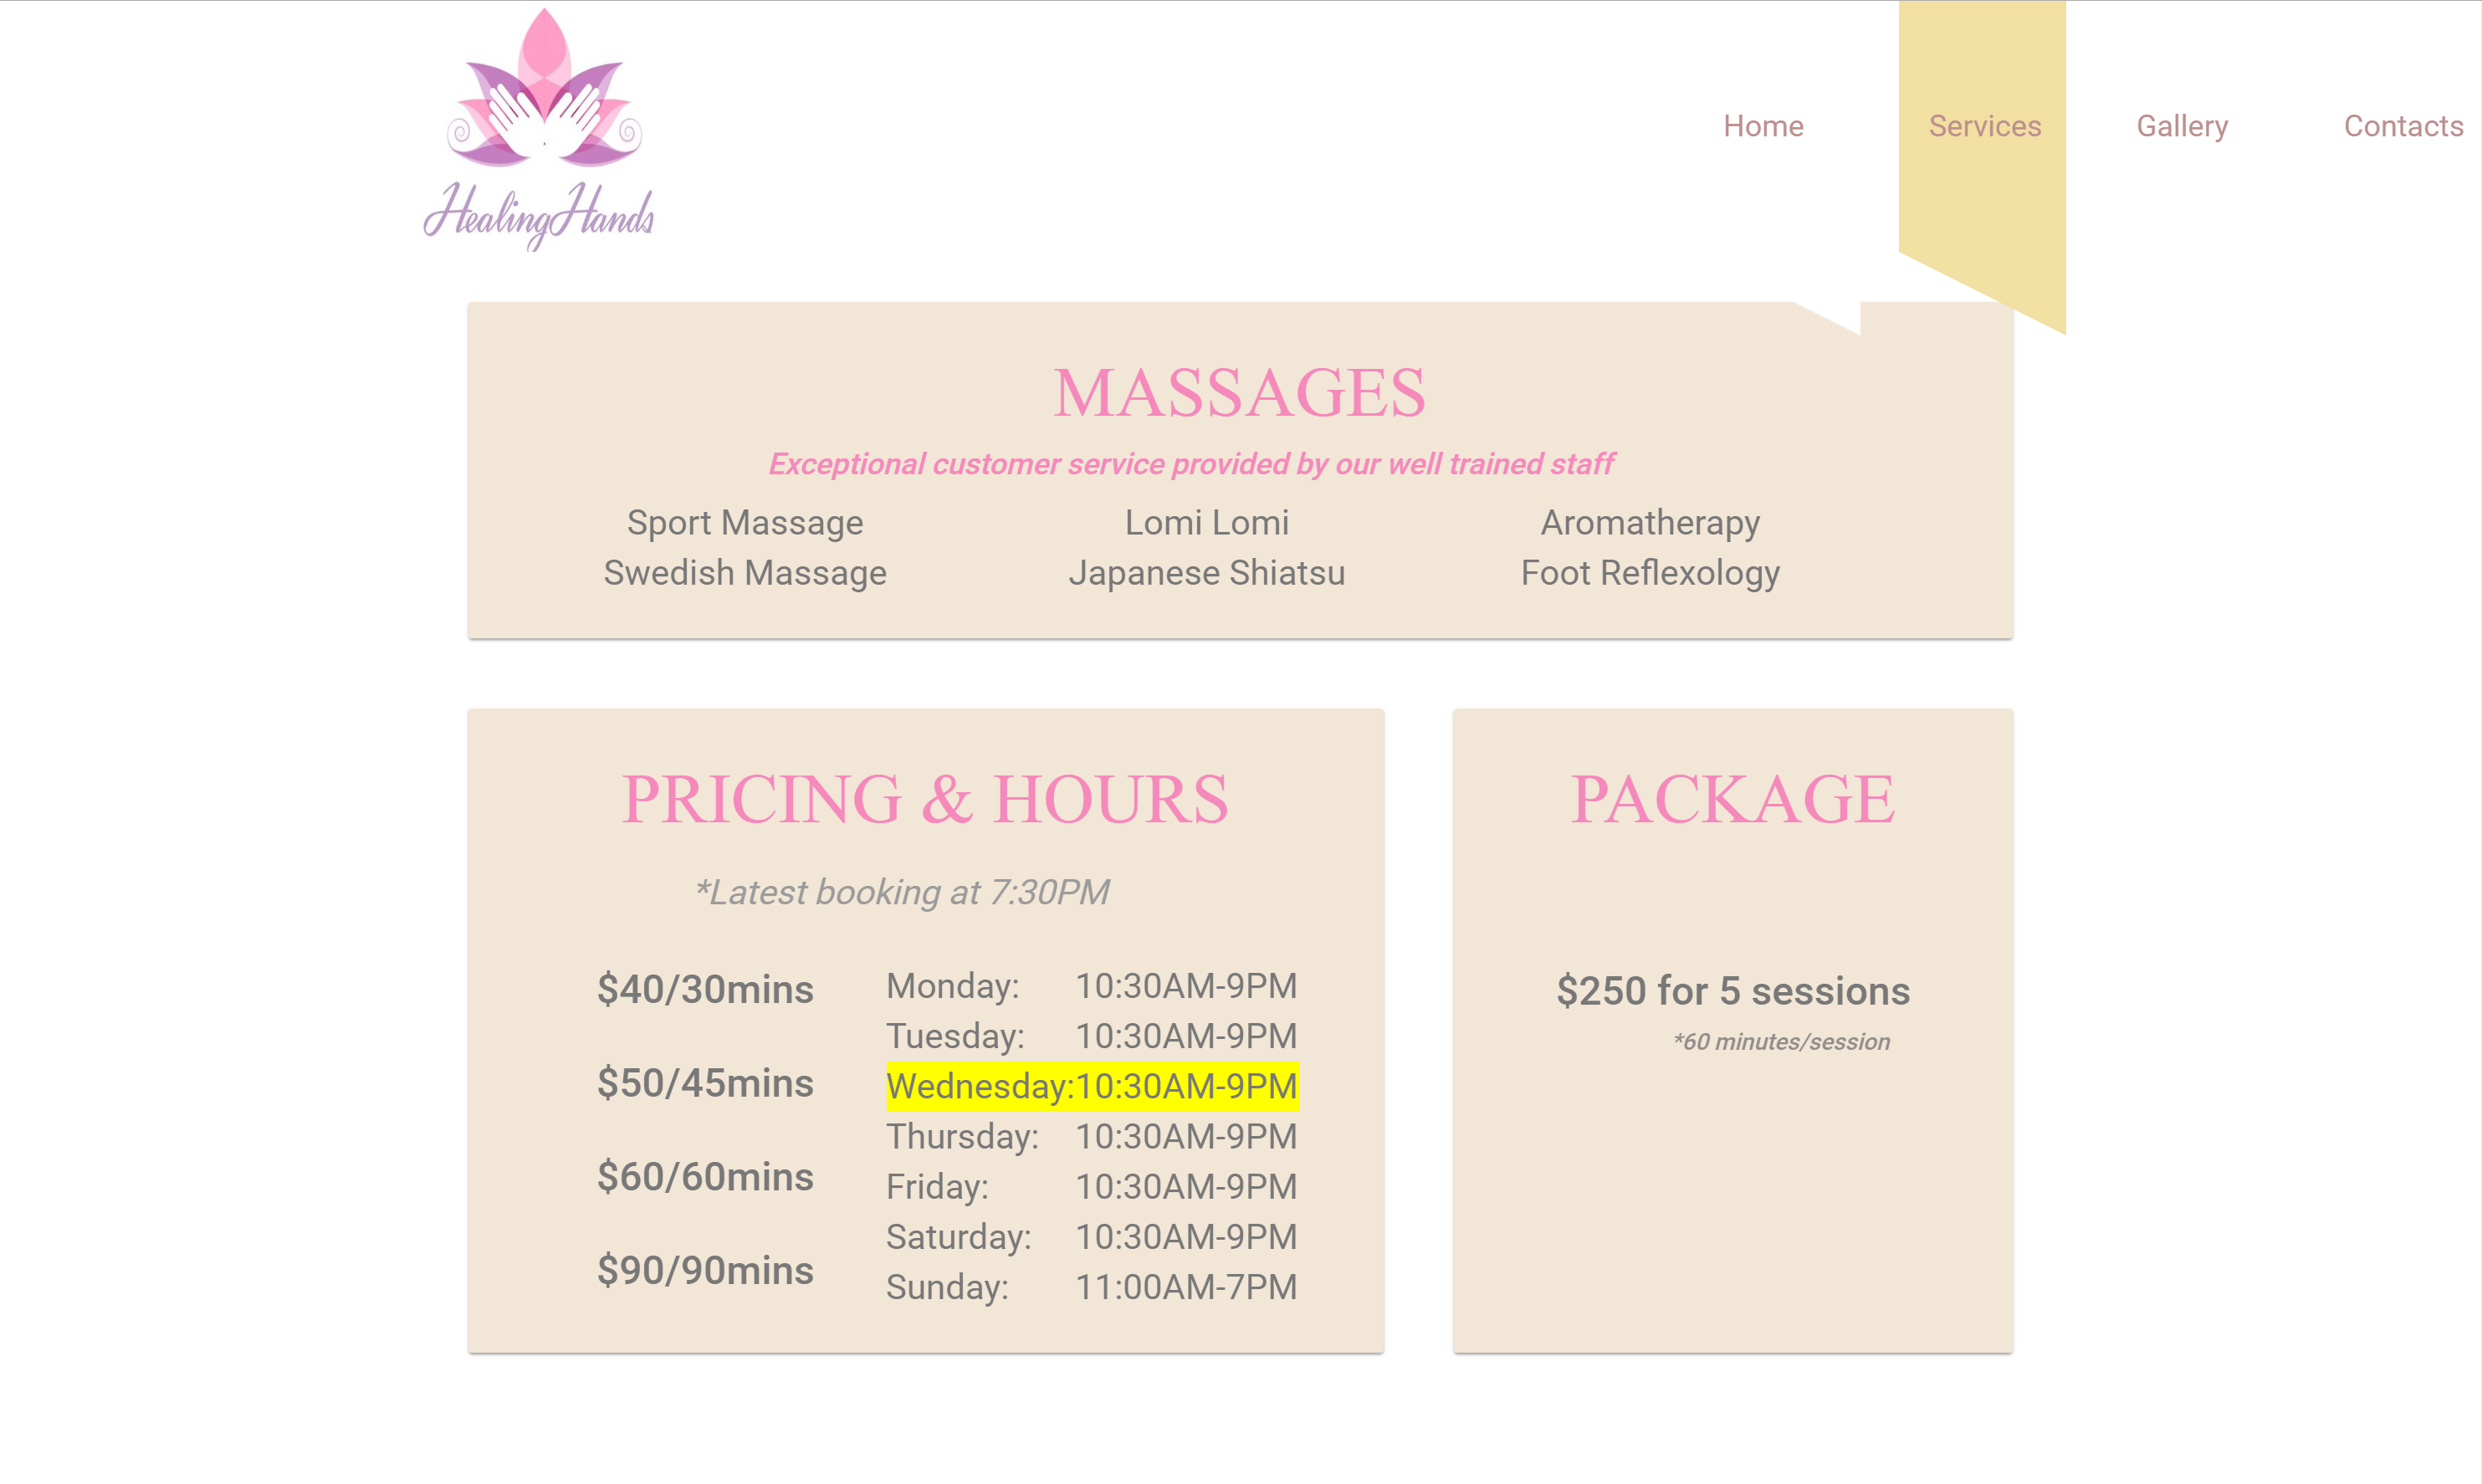 HealingHands
Home Services Gallery Contacts
MASSAGES
Exceptional customer service provided by our well trained staff
Sport Massage Lomi Lomi Aromatherapy
Swedish Massage Japanese Shiatsu Foot Reflexology
PRICING & HOURS
*Latest booking at 7:30PM
$40/30mins
$50/45mins
$60/60mins
$90/90mins
Monday: 10:30AM-9PM
Tuesday: 10:30AM-9PM
Wednesday:10:30AM-9PM
Thursday: 10:30AM-9PM
Friday: 10:30AM-9PM
Saturday: 10:30AM-9PM
Sunday: 11:00AM-7PM
PACKAGE
$250 for 5 sessions
*60 minutes/session